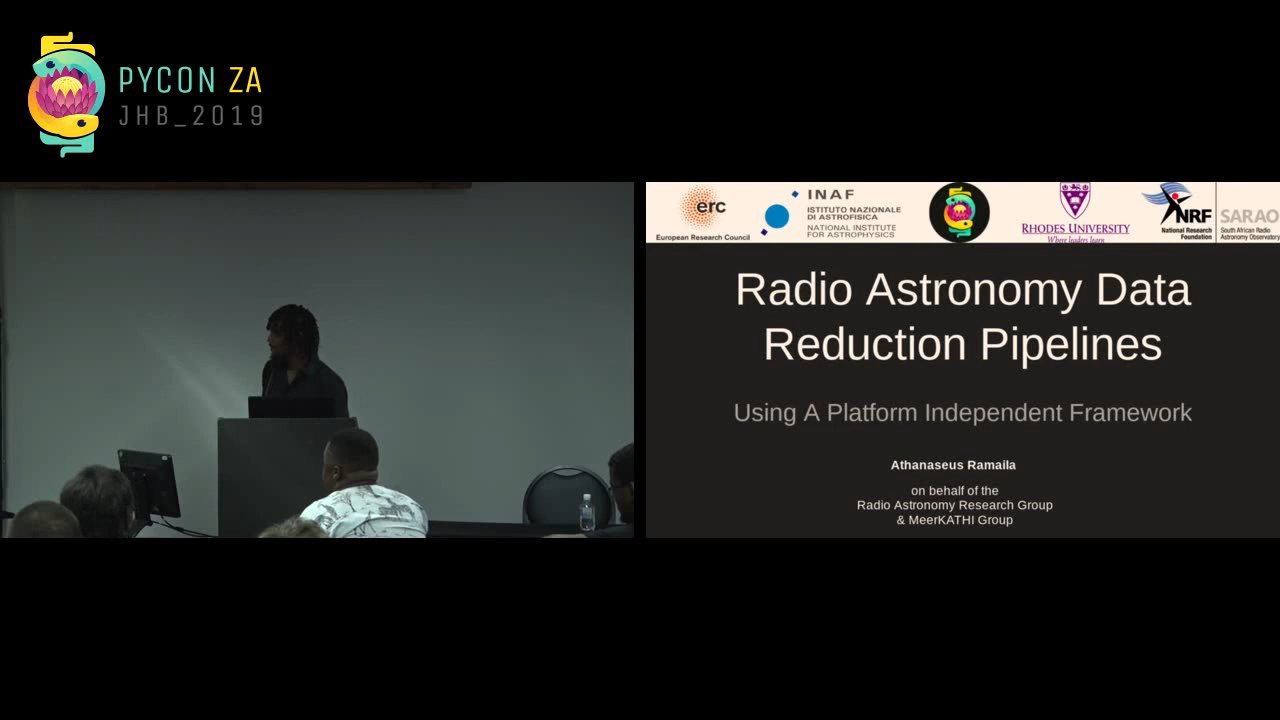 PYCON ZA
JHB_2019
erc
European Research Council
INAF
ISTITUTO NAZIONALE
DI ASTROFISICA
NATIONAL INSTITUTE
FOR ASTROPHYSICS
RHODES UNIVERSITY
Where leaders learn
NRF
National Research
Foundation
SARAO
South African Radio
Astronomy Observatory
Radio Astronomy Data
Reduction Pipelines
Using A Platform Independent Framework
Athanaseus Ramaila
on behalf of the
Radio Astronomy Research Group
& MeerKATHI Group